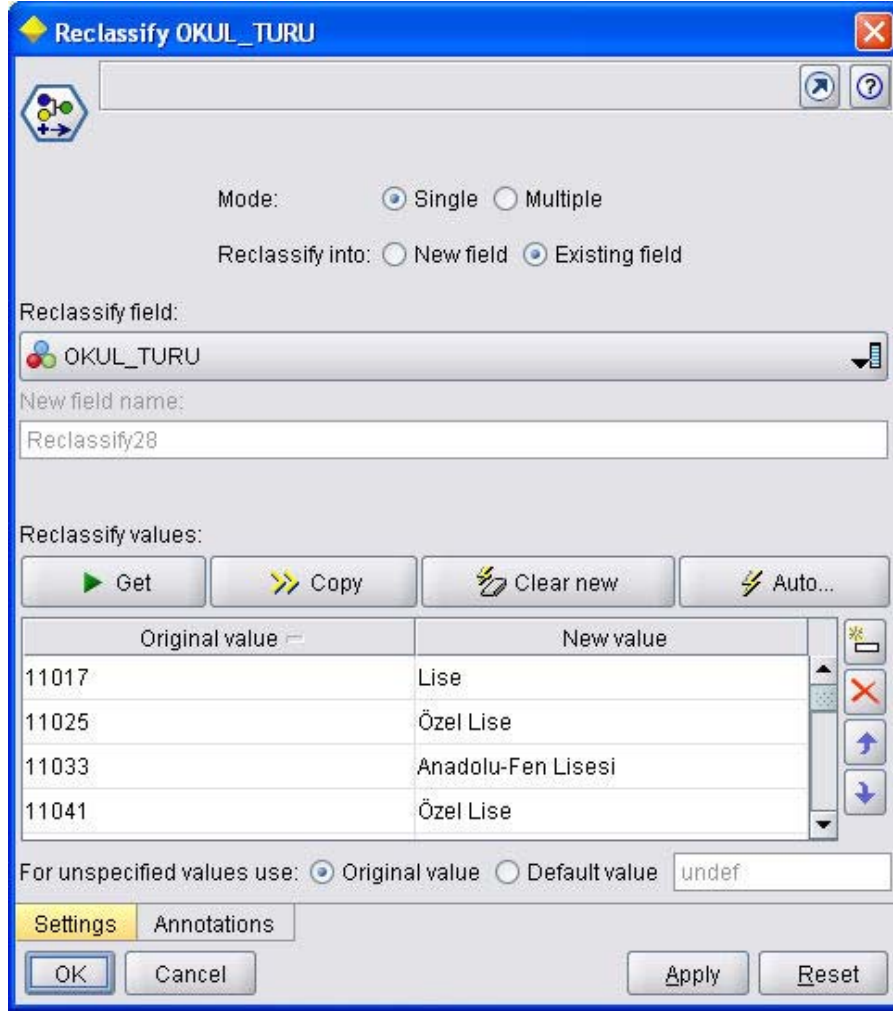 Reclassify OKUL_TURU
Mode: Single Multiple
Reclassify into: New field Existing field
Reclassify field:
OKUL_TURU
New field name:
Reclassify28
Reclassify values:
Get Copy Clear new Auto...
Original value New value
11017 Lise
11025 Özel Lise
11033 Anadolu-Fen Lisesi
11041 Özel Lise
For unspecified values use: Original value Default value undef
Settings Annotations
OK Cancel Apply Reset